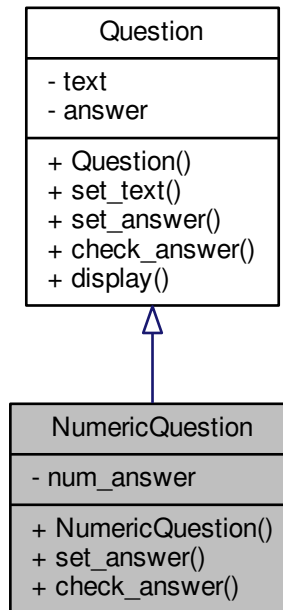 Question
- text
- answer
+ Question()
+ set_text()
+ set_answer()
+ check_answer()
+ display()
NumericQuestion
- num_answer
+ NumericQuestion()
+ set_answer()
+ check_answer()